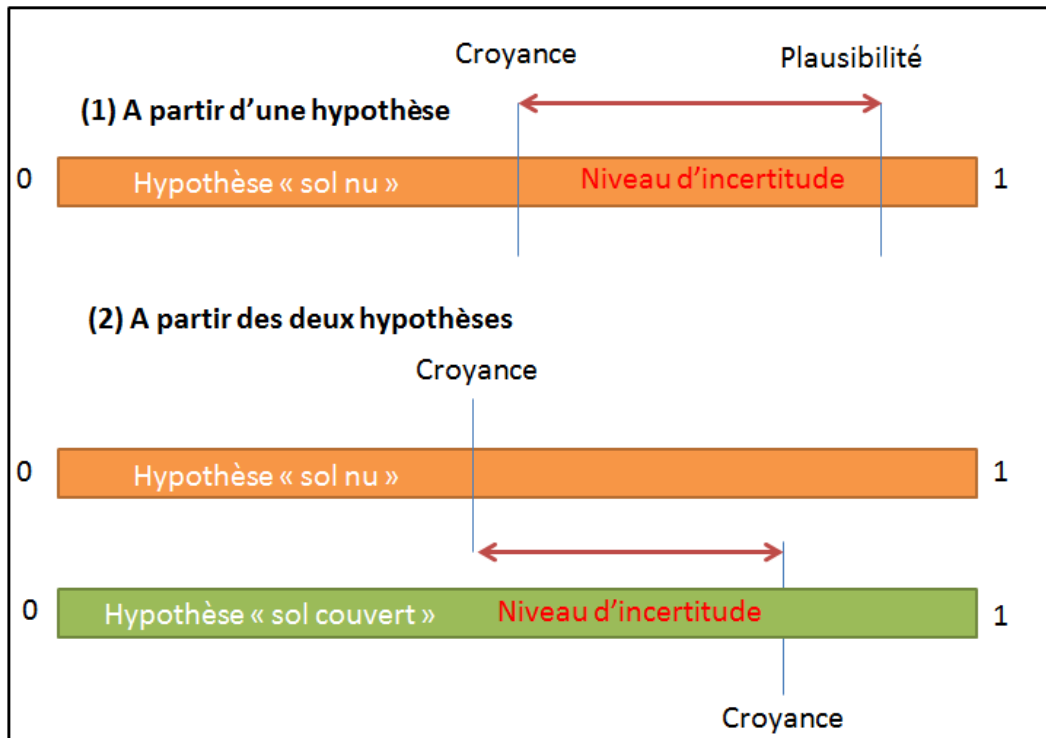 Croyance
Plausibilité
(1) A partir d'une hypothèse
0
Hypothèse « sol nu »
Niveau d'incertitude
1
(2) A partir des deux hypothèses
Croyance
0
Hypothèse « sol nu »
1
0
Hypothèse « sol couvert »
Niveau d'incertitude
1
Croyance